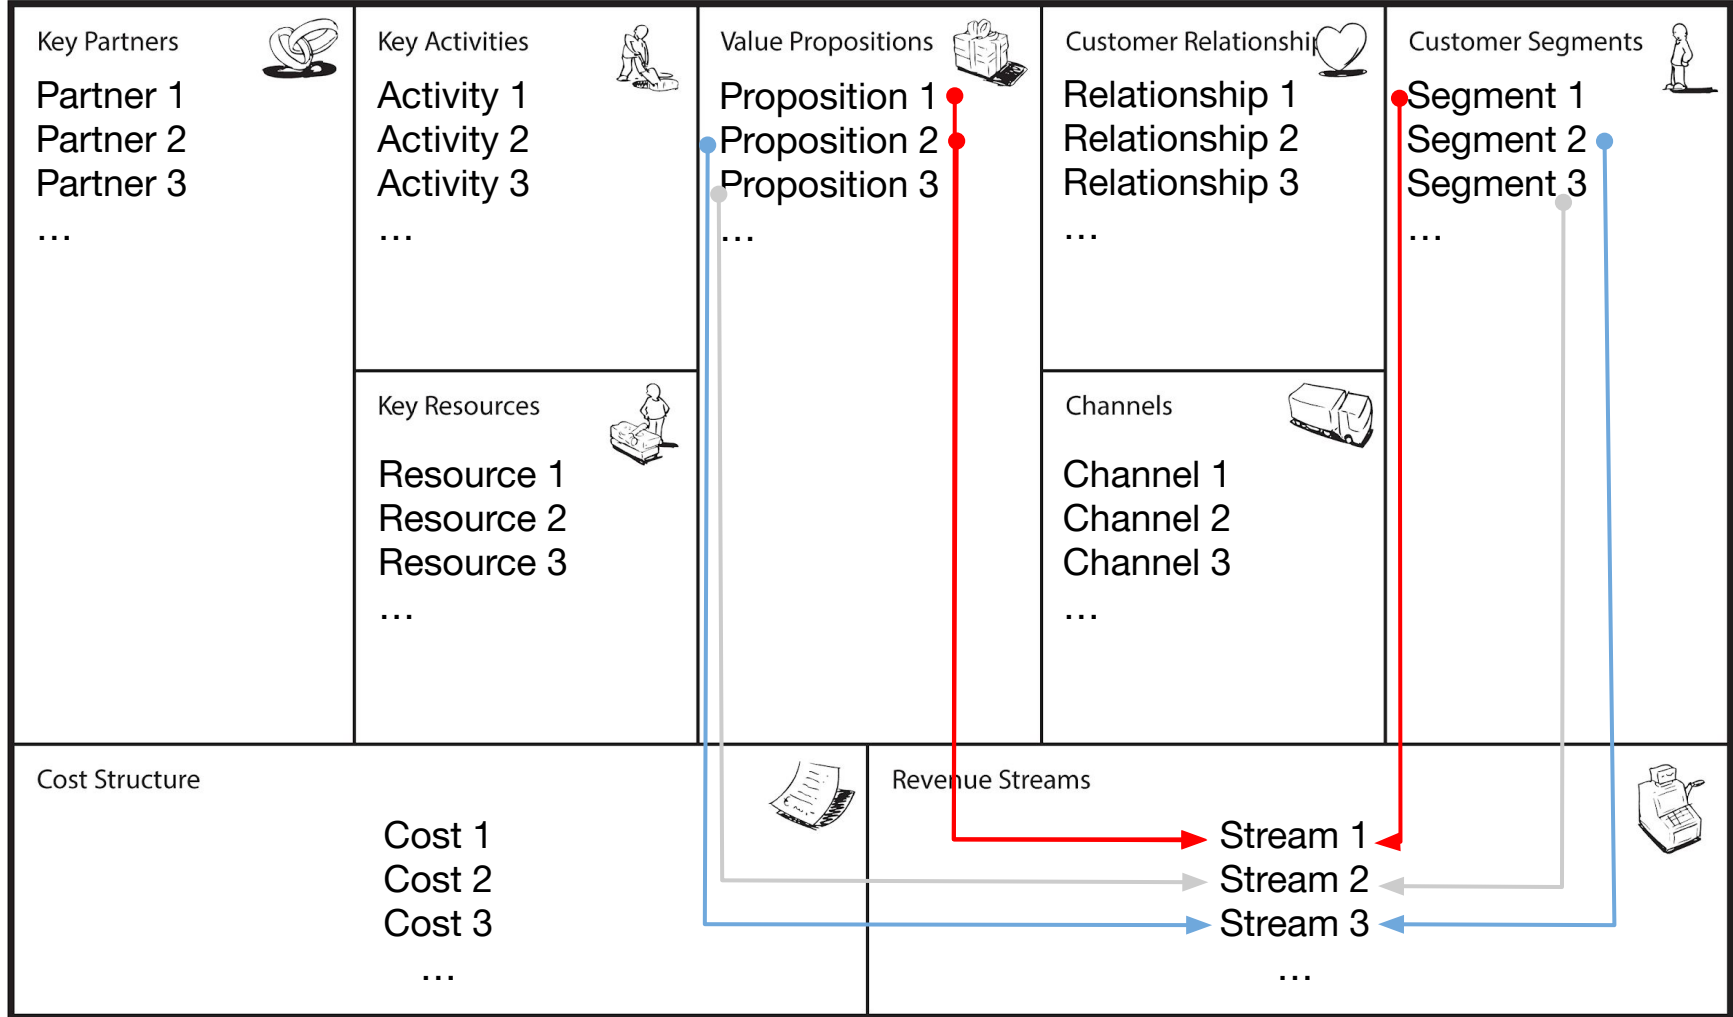 Key Partners
Partner 1
Partner 2
Partner 3
...
Key Activities
Activity 1
Activity 2
Activity 3
...
Key Resources
Resource 1
Resource 2
Resource 3
...
Value Propositions
Proposition 1
Proposition 2
Proposition 3
...
Customer Relationship
Relationship 1
Relationship 2
Relationship 3
...
Channels
Channel 1
Channel 2
Channel 3
...
Customer Segments
Segment 1
Segment 2
Segment 3
...
Cost Structure
Cost 1
Cost 2
Cost 3
...
Revenue Streams
Stream 1
Stream 2
Stream 3
...